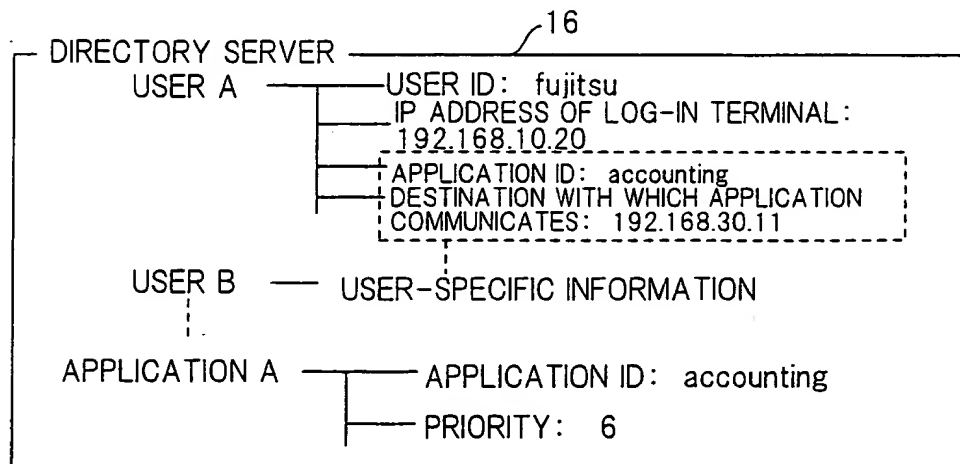 16
DIRECTORY SERVER
USER A
USER ID: fujitsu
IP ADDRESS OF LOG-IN TERMINAL:
192.168.10.20
APPLICATION ID: accounting
DESTINATION WITH WHICH APPLICATION
COMMUNICATES: 192.168.30.11
USER B
USER-SPECIFIC INFORMATION
APPLICATION A
APPLICATION ID: accounting
PRIORITY: 6